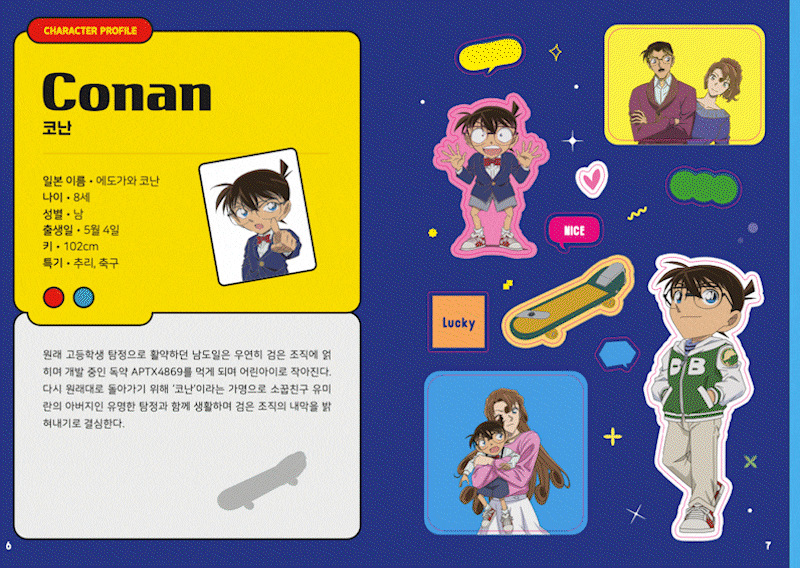 CHARACTER PROFILE
Conan
코난
일본 이름 • 에도가와 코난
나이 • 8세
성별 • 남
출생일 • 5월 4일
키 • 102cm
특기 • 추리, 축구
원래 고등학생 탐정으로 활약하던 남도일은 우연히 검은 조직에 얽
히며 개발 중인 독약 APTX4869를 먹게 되며 어린아이로 작아진다.
다시 원래대로 돌아가기 위해 '코난'이라는 가명으로 소꿉친구 유미
란의 아버지인 유명한 탐정과 함께 생활하며 검은 조직의 내막을 밝
혀내기로 결심한다.
6
NICE
Lucky
D B
7